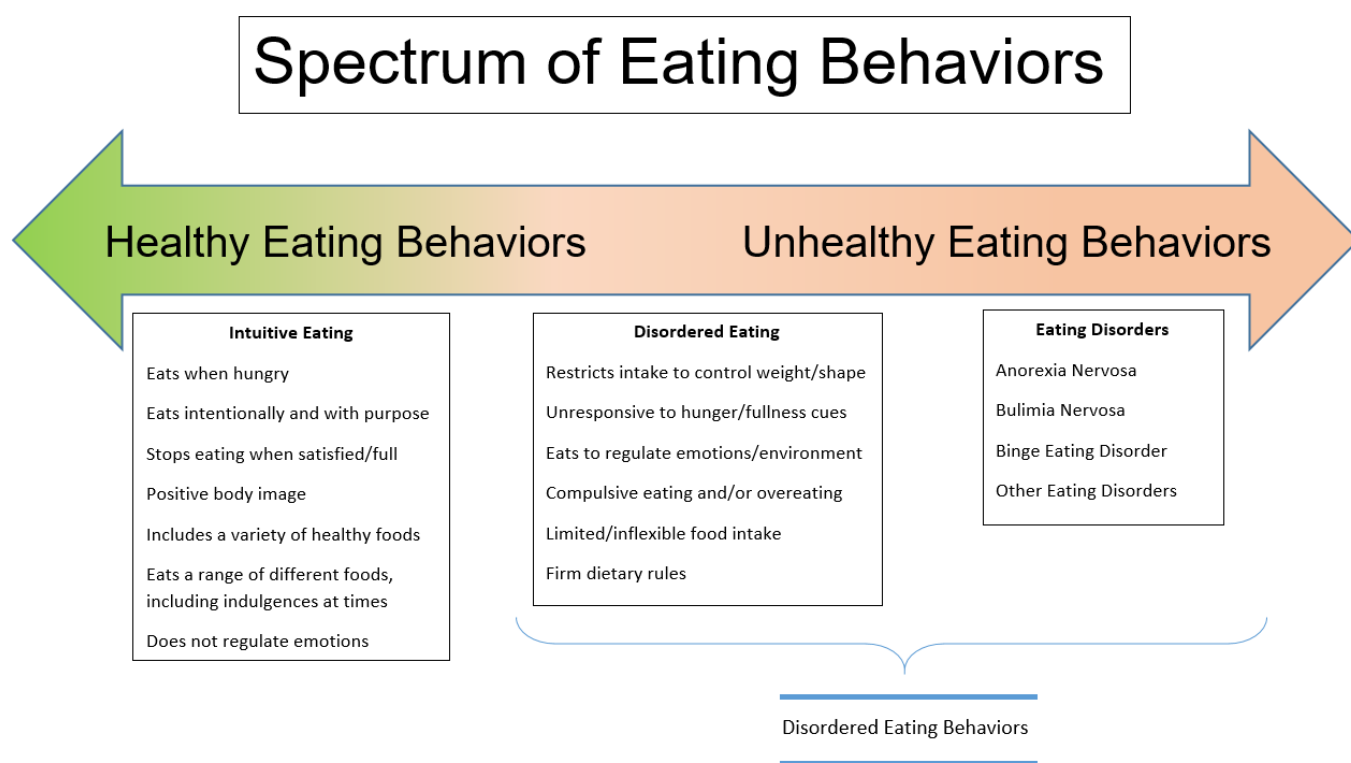 Spectrum of Eating Behaviors
Healthy Eating Behaviors
Unhealthy Eating Behaviors
Intuitive Eating
Eats when hungry
Eats intentionally and with purpose
Stops eating when satisfied/full
Positive body image
Includes a variety of healthy foods
Eats a range of different foods,
including indulgences at times
Does not regulate emotions
Disordered Eating
Restricts intake to control weight/shape
Unresponsive to hunger/fullness cues
Eats to regulate emotions/environment
Compulsive eating and/or overeating
Limited/inflexible food intake
Firm dietary rules
Eating Disorders
Anorexia Nervosa
Bulimia Nervosa
Binge Eating Disorder
Other Eating Disorders
Disordered Eating Behaviors